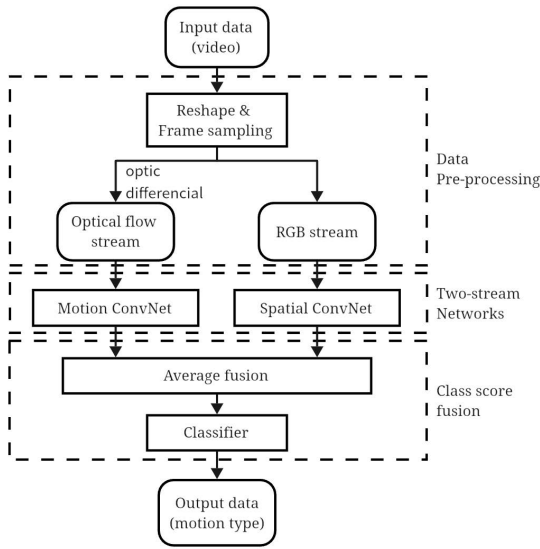 Input data
(video)
Reshape &
Frame sampling
optic
differencial
Data
Pre-processing
Optical flow
stream
RGB stream
Motion ConvNet
Spatial ConvNet
Two-stream
Networks
Average fusion
Class score
fusion
Classifier
Output data
(motion type)